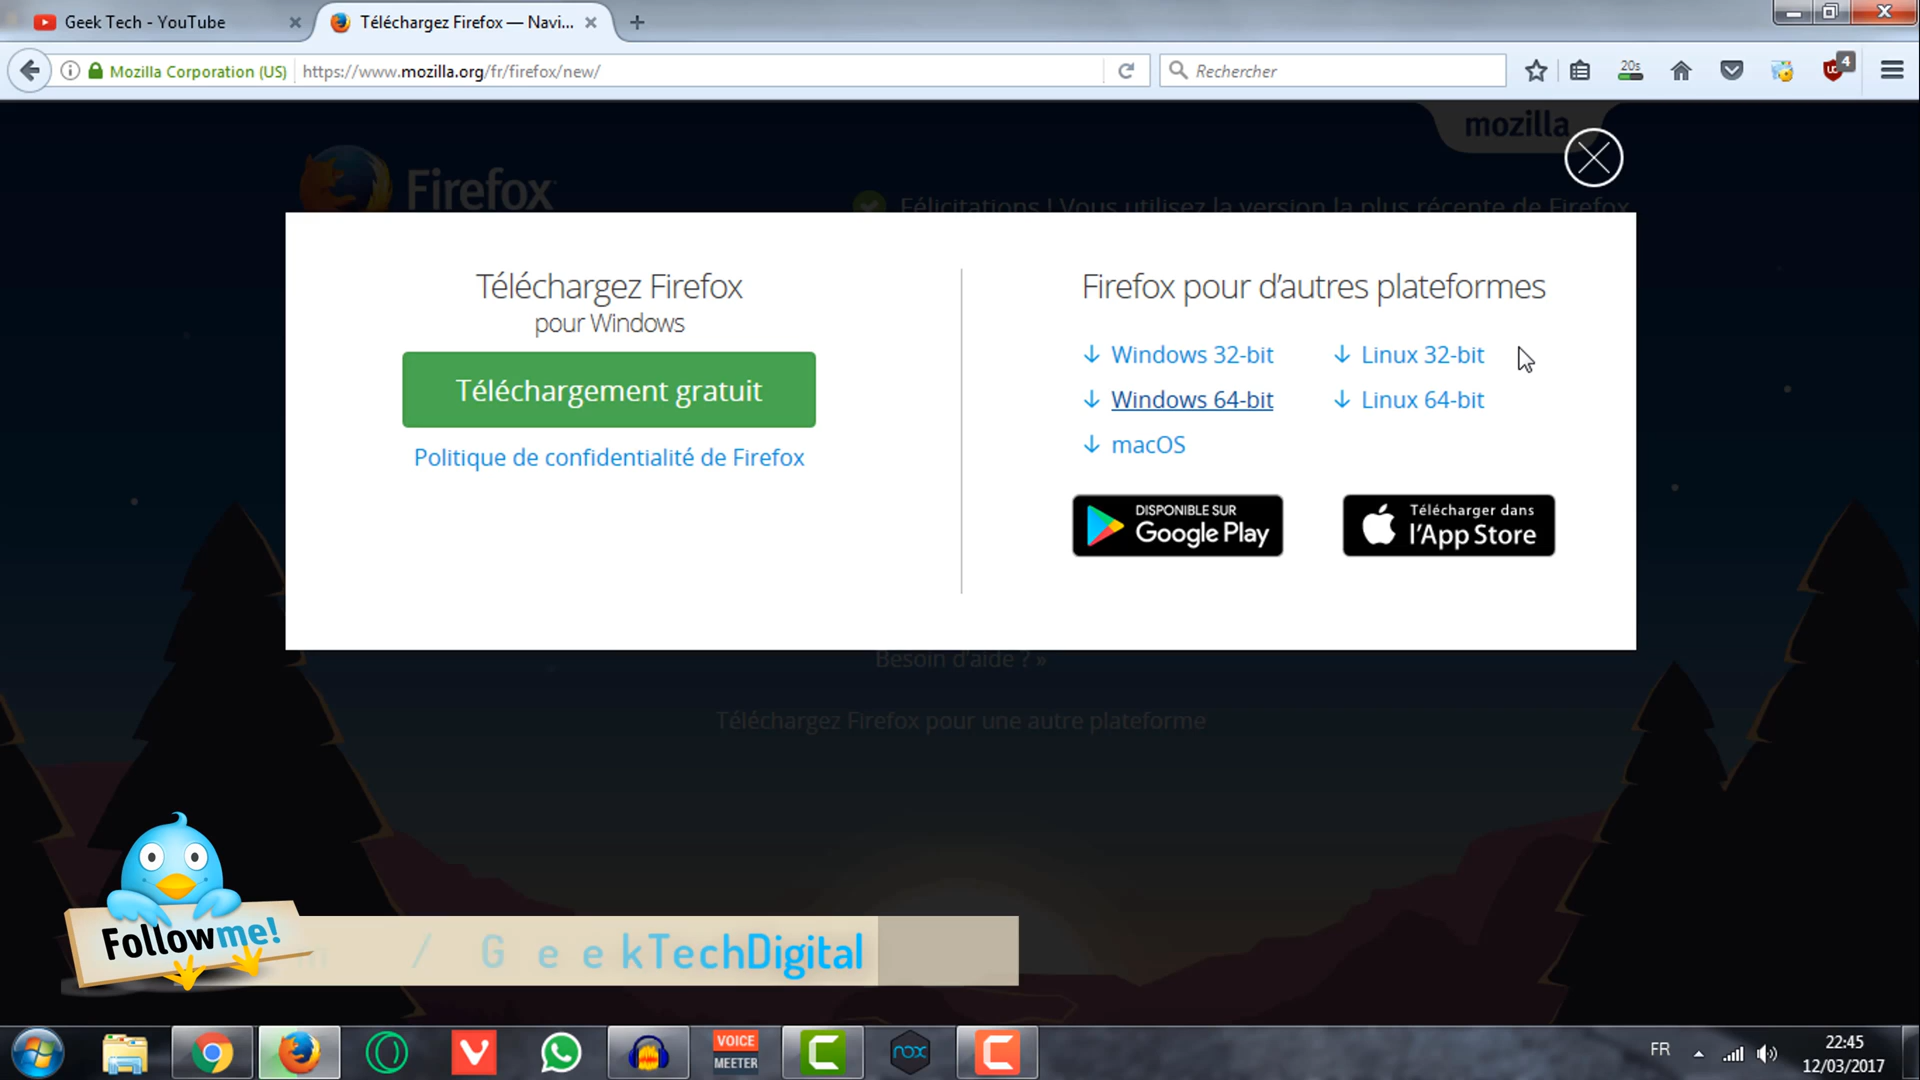 Geek Tech - YouTube
Téléchargez Firefox — Navi...
Mozilla Corporation (US)
https://www.mozilla.org/fr/firefox/new/
Rechercher
20s
4
mozilla
Firefox
Félicitations ! Vous utilisez la version la plus récente de Firefox
Téléchargez Firefox
pour Windows
Téléchargement gratuit
Politique de confidentialité de Firefox
Firefox pour d'autres plateformes
Windows 32-bit
Linux 32-bit
Windows 64-bit
Linux 64-bit
macOS
DISPONIBLE SUR
Google Play
Télécharger dans
l'App Store
Besoin d'aide ? »
Téléchargez Firefox pour une autre plateforme
Follow me!
/ GeekTechDigital
VOICE
MEETER
nox
FR
22:45
12/03/2017